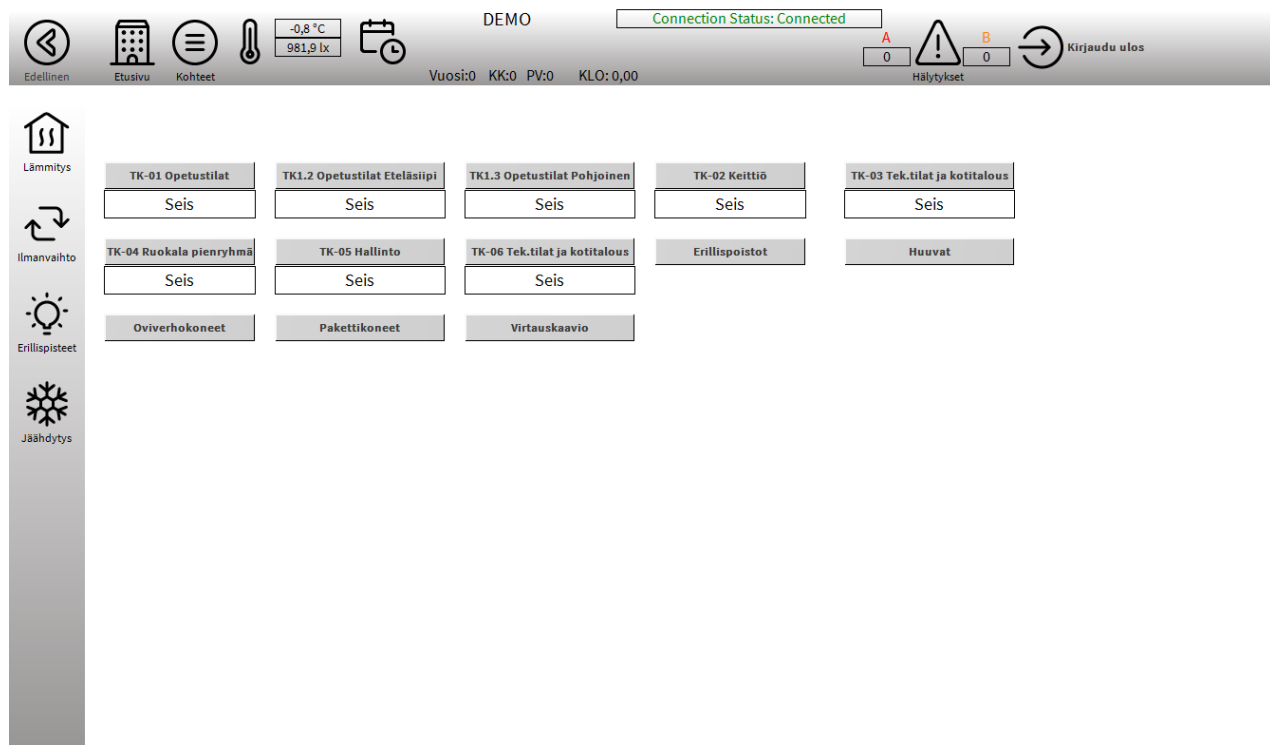 DEMO
Connection Status: Connected
-0,8 °C
981,9 lx
A
B
0
0
Kirjaudu ulos
Edellinen
Etusivu
Kohteet
Vuosi:0 KK:0 PV:0 KLO: 0,00
Hälytykset
Lämmitys
Ilmanvaihto
Erillispisteet
Jäähdytys
TK-01 Opetustilat
TK1.2 Opetustilat Eteläsiipi
TK1.3 Opetustilat Pohjoinen
TK-02 Keittiö
TK-03 Tek.tilat ja kotitalous
Seis
Seis
Seis
Seis
Seis
TK-04 Ruokala pienryhmä
TK-05 Hallinto
TK-06 Tek.tilat ja kotitalous
Erillispoistot
Huuvat
Seis
Seis
Seis
Oviverhokoneet
Pakettikoneet
Virtauskaavio